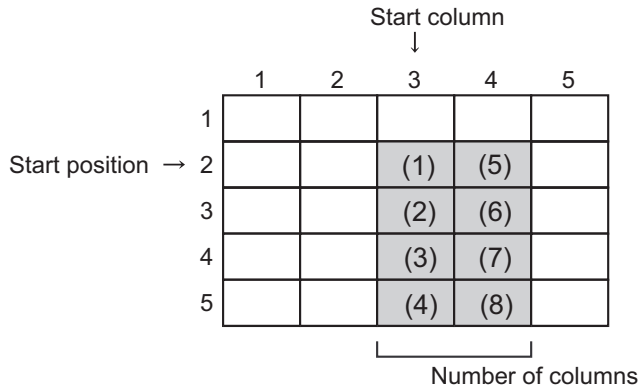 Start column
↓
1 2 3 4 5
1
Start position → 2 (1) (5)
3 (2) (6)
4 (3) (7)
5 (4) (8)
Number of columns